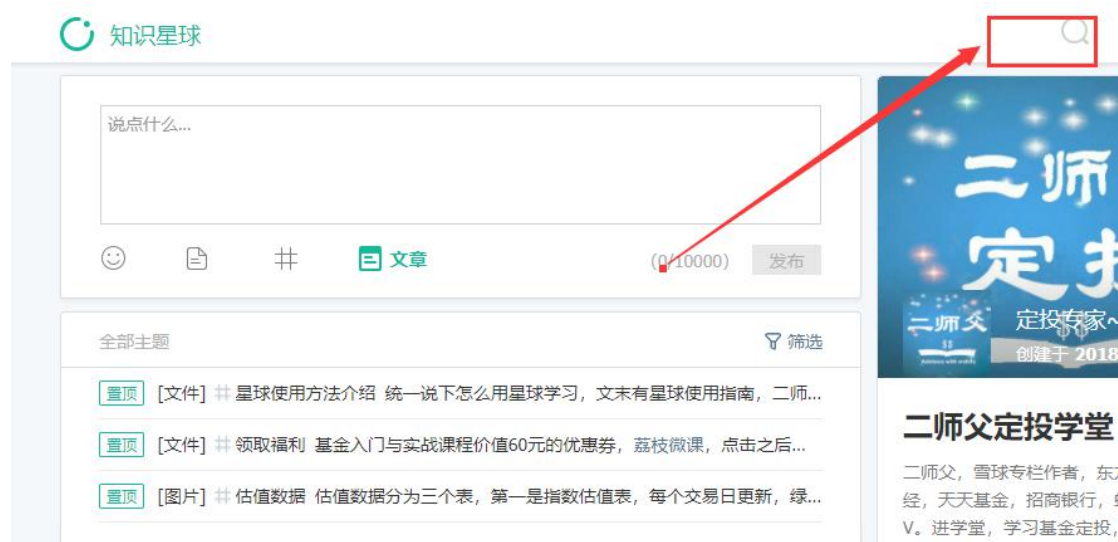 知识星球
说点什么...
文章
(0/10000)
发布
全部主题
筛选
置顶 [文件] # 星球使用方法介绍 统一说下怎么用星球学习，文末有星球使用指南，二师...
置顶 [文件] # 领取福利 基金入门与实战课程价值60元的优惠券，荔枝微课，点击之后...
置顶 [图片] # 估值数据 估值数据分为三个表，第一是指数估值表，每个交易日更新，绿...
二师
定投
二师父
$$
定投专家~
创建于 2018
二师父定投学堂
二师父，雪球专栏作者，东
经，天天基金，招商银行，
V。进学堂，学习基金定投，